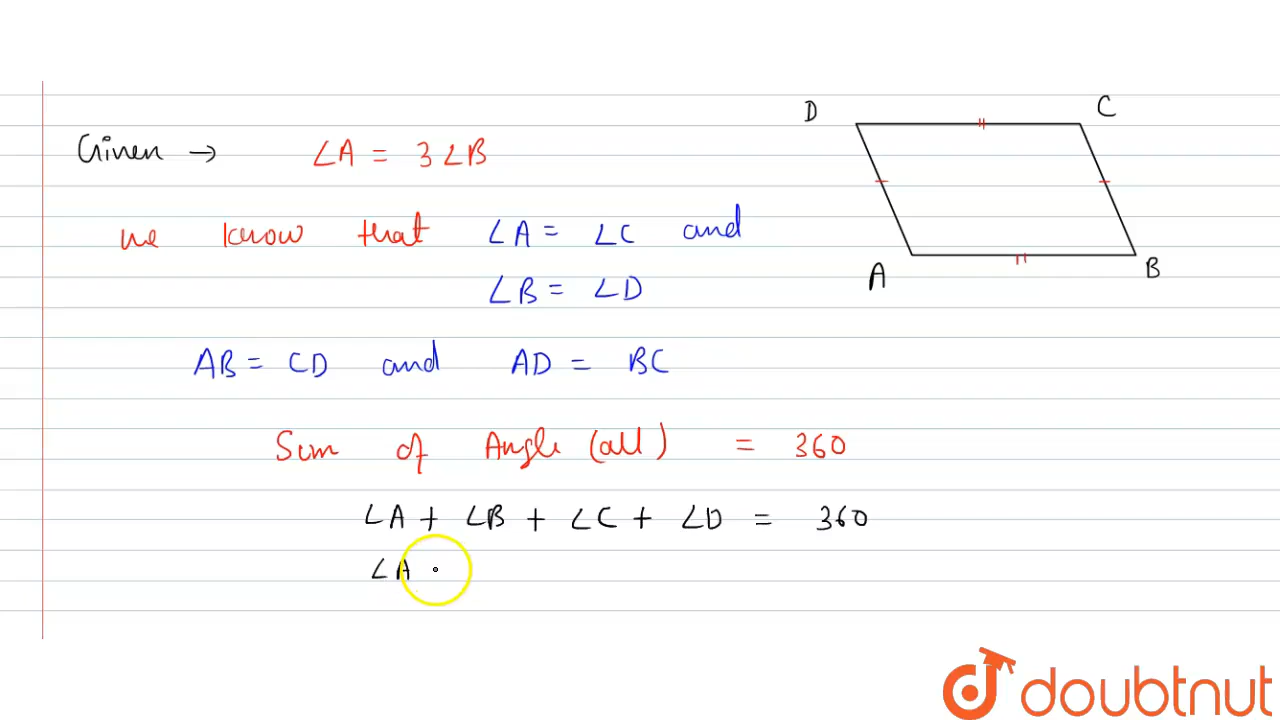 D C
Given → ∠A = 3∠B
we know that ∠A = ∠C and
A B
∠B = ∠D
AB = CD and AD = BC
Sum of Angle (all) = 360
∠A + ∠B + ∠C + ∠D = 360
∠A
doubtnut